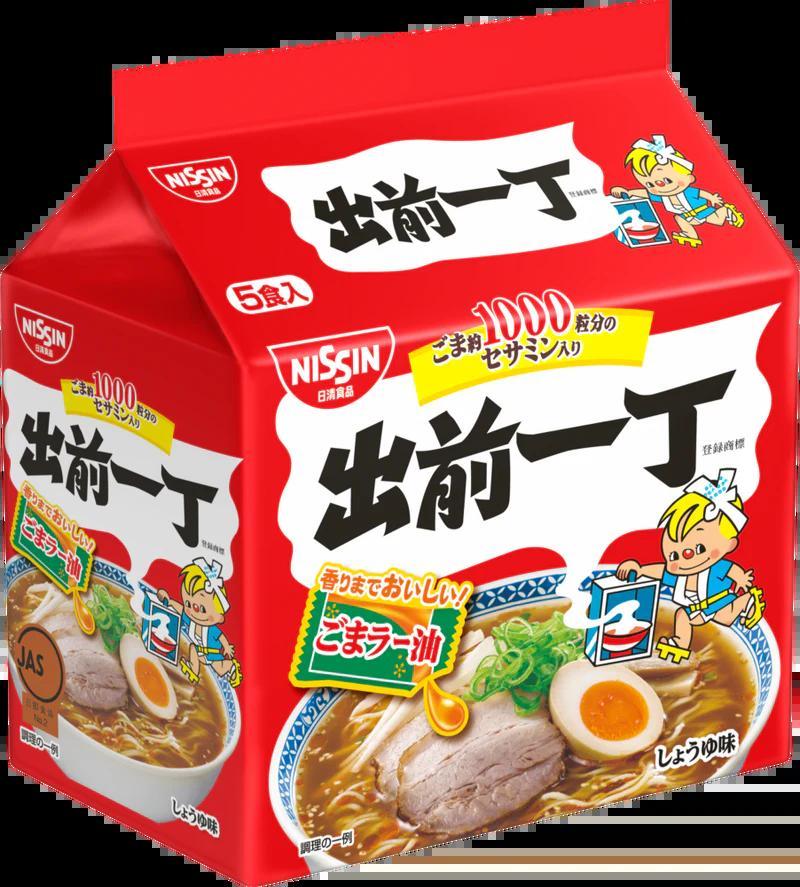 NISSIN
日清食品
出前一丁
登録商標
5食入
NISSIN
日清食品
ごま約1000粒分の
セサミン入り
出前一丁
登録商標
香りまでおいしい!
ごまラー油
しょうゆ味
調理の一例
NISSIN
日清食品
ごま約1000粒分の
セサミン入り
出前一丁
登録商標
香りまでおいしい!
ごまラー油
JAS
No.2
調理の一例
しょうゆ味